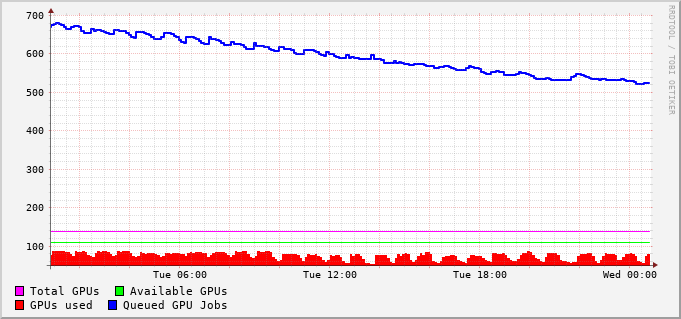 700
600
500
400
300
200
100
Tue 06:00 Tue 12:00 Tue 18:00 Wed 00:00
Total GPUs Available GPUs
GPUs used Queued GPU Jobs
RRDTOOL / TOBI OETIKER